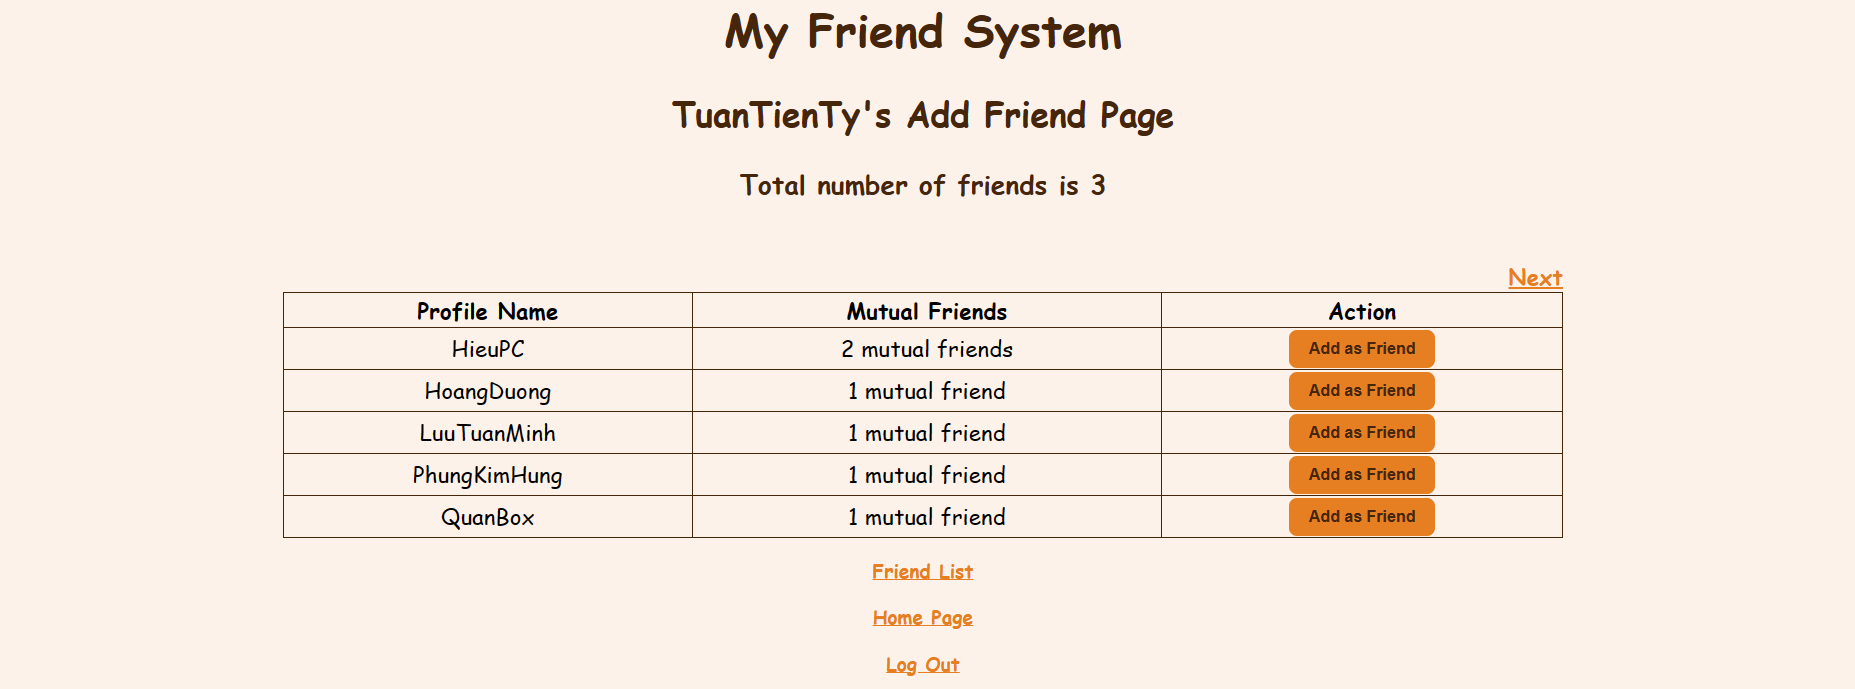 My Friend System
TuanTienTy's Add Friend Page
Total number of friends is 3
Next
Profile Name Mutual Friends Action
HieuPC 2 mutual friends Add as Friend
HoangDuong 1 mutual friend Add as Friend
LuuTuanMinh 1 mutual friend Add as Friend
PhungKimHung 1 mutual friend Add as Friend
QuanBox 1 mutual friend Add as Friend
Friend List
Home Page
Log Out